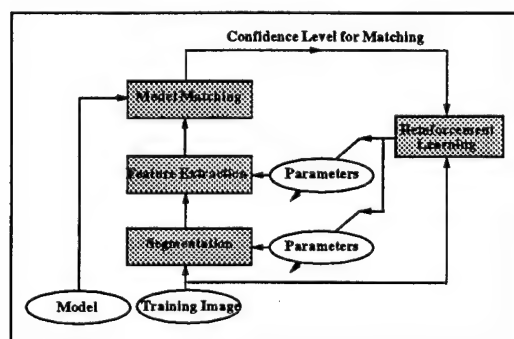 Confidence Level for Matching
Model Matching
Reinforcement
Learning
Feature Extraction
Parameters
Segmentation
Parameters
Model
Training Image